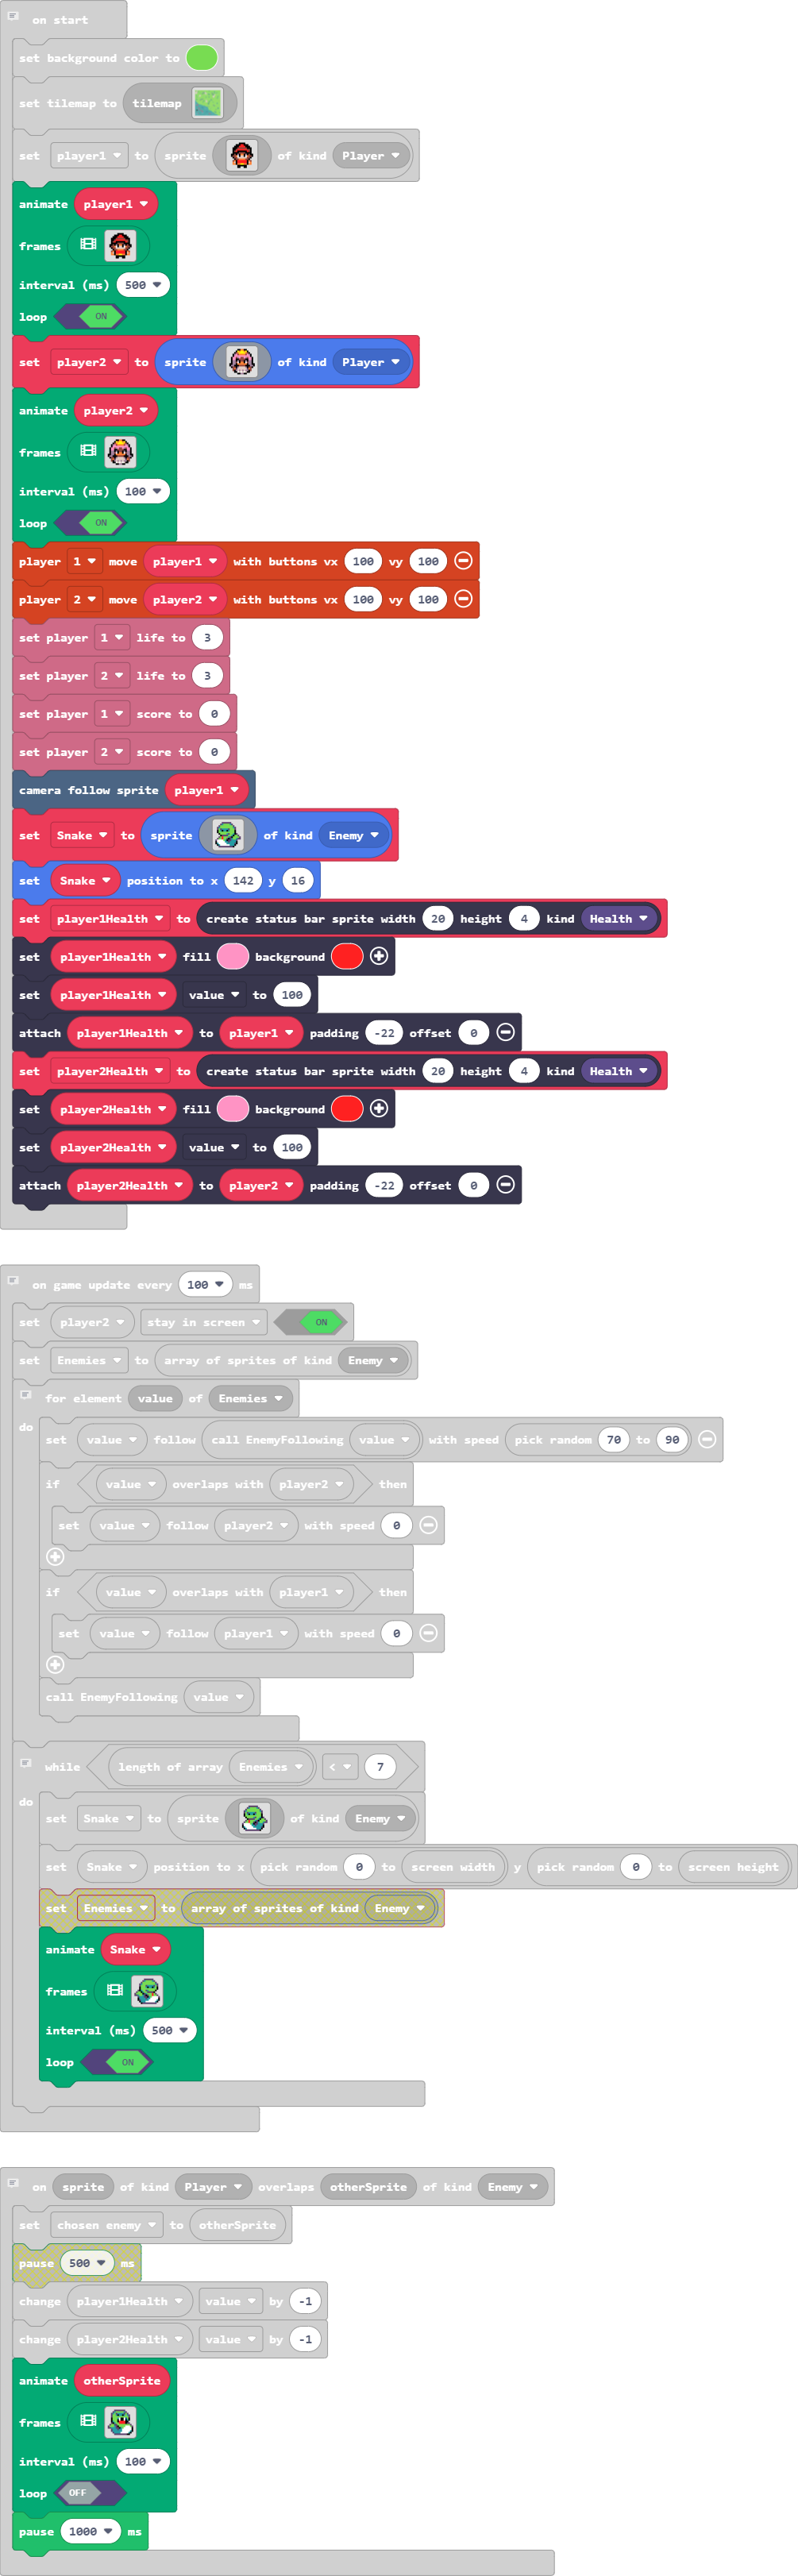 on start
set background color to
set tilemap to tilemap
set player1 to sprite of kind Player
animate player1
frames
interval (ms) 500
loop ON
set player2 to sprite of kind Player
animate player2
frames
interval (ms) 100
loop ON
player 1 move player1 with buttons vx 100 vy 100
player 2 move player2 with buttons vx 100 vy 100
set player 1 life to 3
set player 2 life to 3
set player 1 score to 0
set player 2 score to 0
camera follow sprite player1
set Snake to sprite of kind Enemy
set Snake position to x 142 y 16
set player1Health to create status bar sprite width 20 height 4 kind Health
set player1Health fill background
set player1Health value to 100
attach player1Health to player1 padding -22 offset 0
set player2Health to create status bar sprite width 20 height 4 kind Health
set player2Health fill background
set player2Health value to 100
attach player2Health to player2 padding -22 offset 0
on game update every 100 ms
set player2 stay in screen ON
set Enemies to array of sprites of kind Enemy
for element value of Enemies
do
set value follow call EnemyFollowing value with speed pick random 70 to 90
if value overlaps with player2 then
set value follow player2 with speed 0
if value overlaps with player1 then
set value follow player1 with speed 0
call EnemyFollowing value
while length of array Enemies < 7
do
set Snake to sprite of kind Enemy
set Snake position to x pick random 0 to screen width y pick random 0 to screen height
set Enemies to array of sprites of kind Enemy
animate Snake
frames
interval (ms) 500
loop ON
on sprite of kind Player overlaps otherSprite of kind Enemy
set chosen enemy to otherSprite
pause 500 ms
change player1Health value by -1
change player2Health value by -1
animate otherSprite
frames
interval (ms) 100
loop OFF
pause 1000 ms